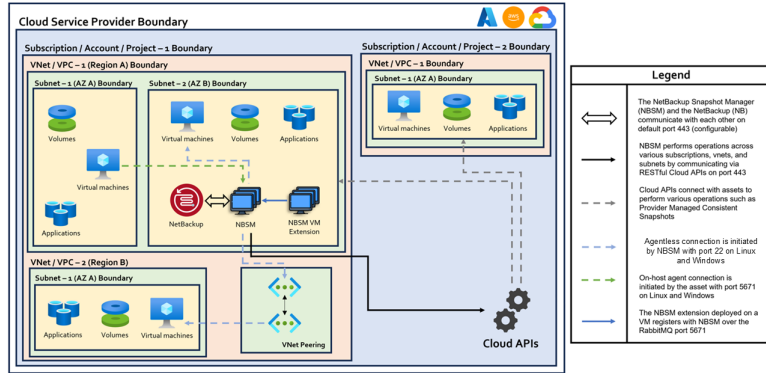 Cloud Service Provider Boundary
aws
Subscription / Account / Project – 1 Boundary
VNet / VPC – 1 (Region A) Boundary
Subnet – 1 (AZ A) Boundary
Volumes
Virtual machines
Applications
Subnet – 2 (AZ B) Boundary
Virtual machines
Volumes
Applications
NetBackup
NBSM
NBSM VM
Extension
VNet / VPC – 2 (Region B)
Subnet – 1 (AZ A) Boundary
Applications
Volumes
Virtual machines
VNet Peering
Subscription / Account / Project – 2 Boundary
VNet / VPC – 1 Boundary
Subnet – 1 (AZ A) Boundary
Virtual machines
Volumes
Applications
Cloud APIs
Legend
The NetBackup Snapshot Manager
(NBSM) and the NetBackup (NB)
communicate with each other on
default port 443 (configurable)
NBSM performs operations across
various subscriptions, vnets, and
subnets by communicating via
RESTful Cloud APIs on port 443
Cloud APIs connect with assets to
perform various operations such as
Provider Managed Consistent
Snapshots
Agentless connection is initiated
by NBSM with port 22 on Linux
and Windows
On-host agent connection is
initiated by the asset with port 5671
on Linux and Windows
The NBSM extension deployed on a
VM registers with NBSM over the
RabbitMQ port 5671